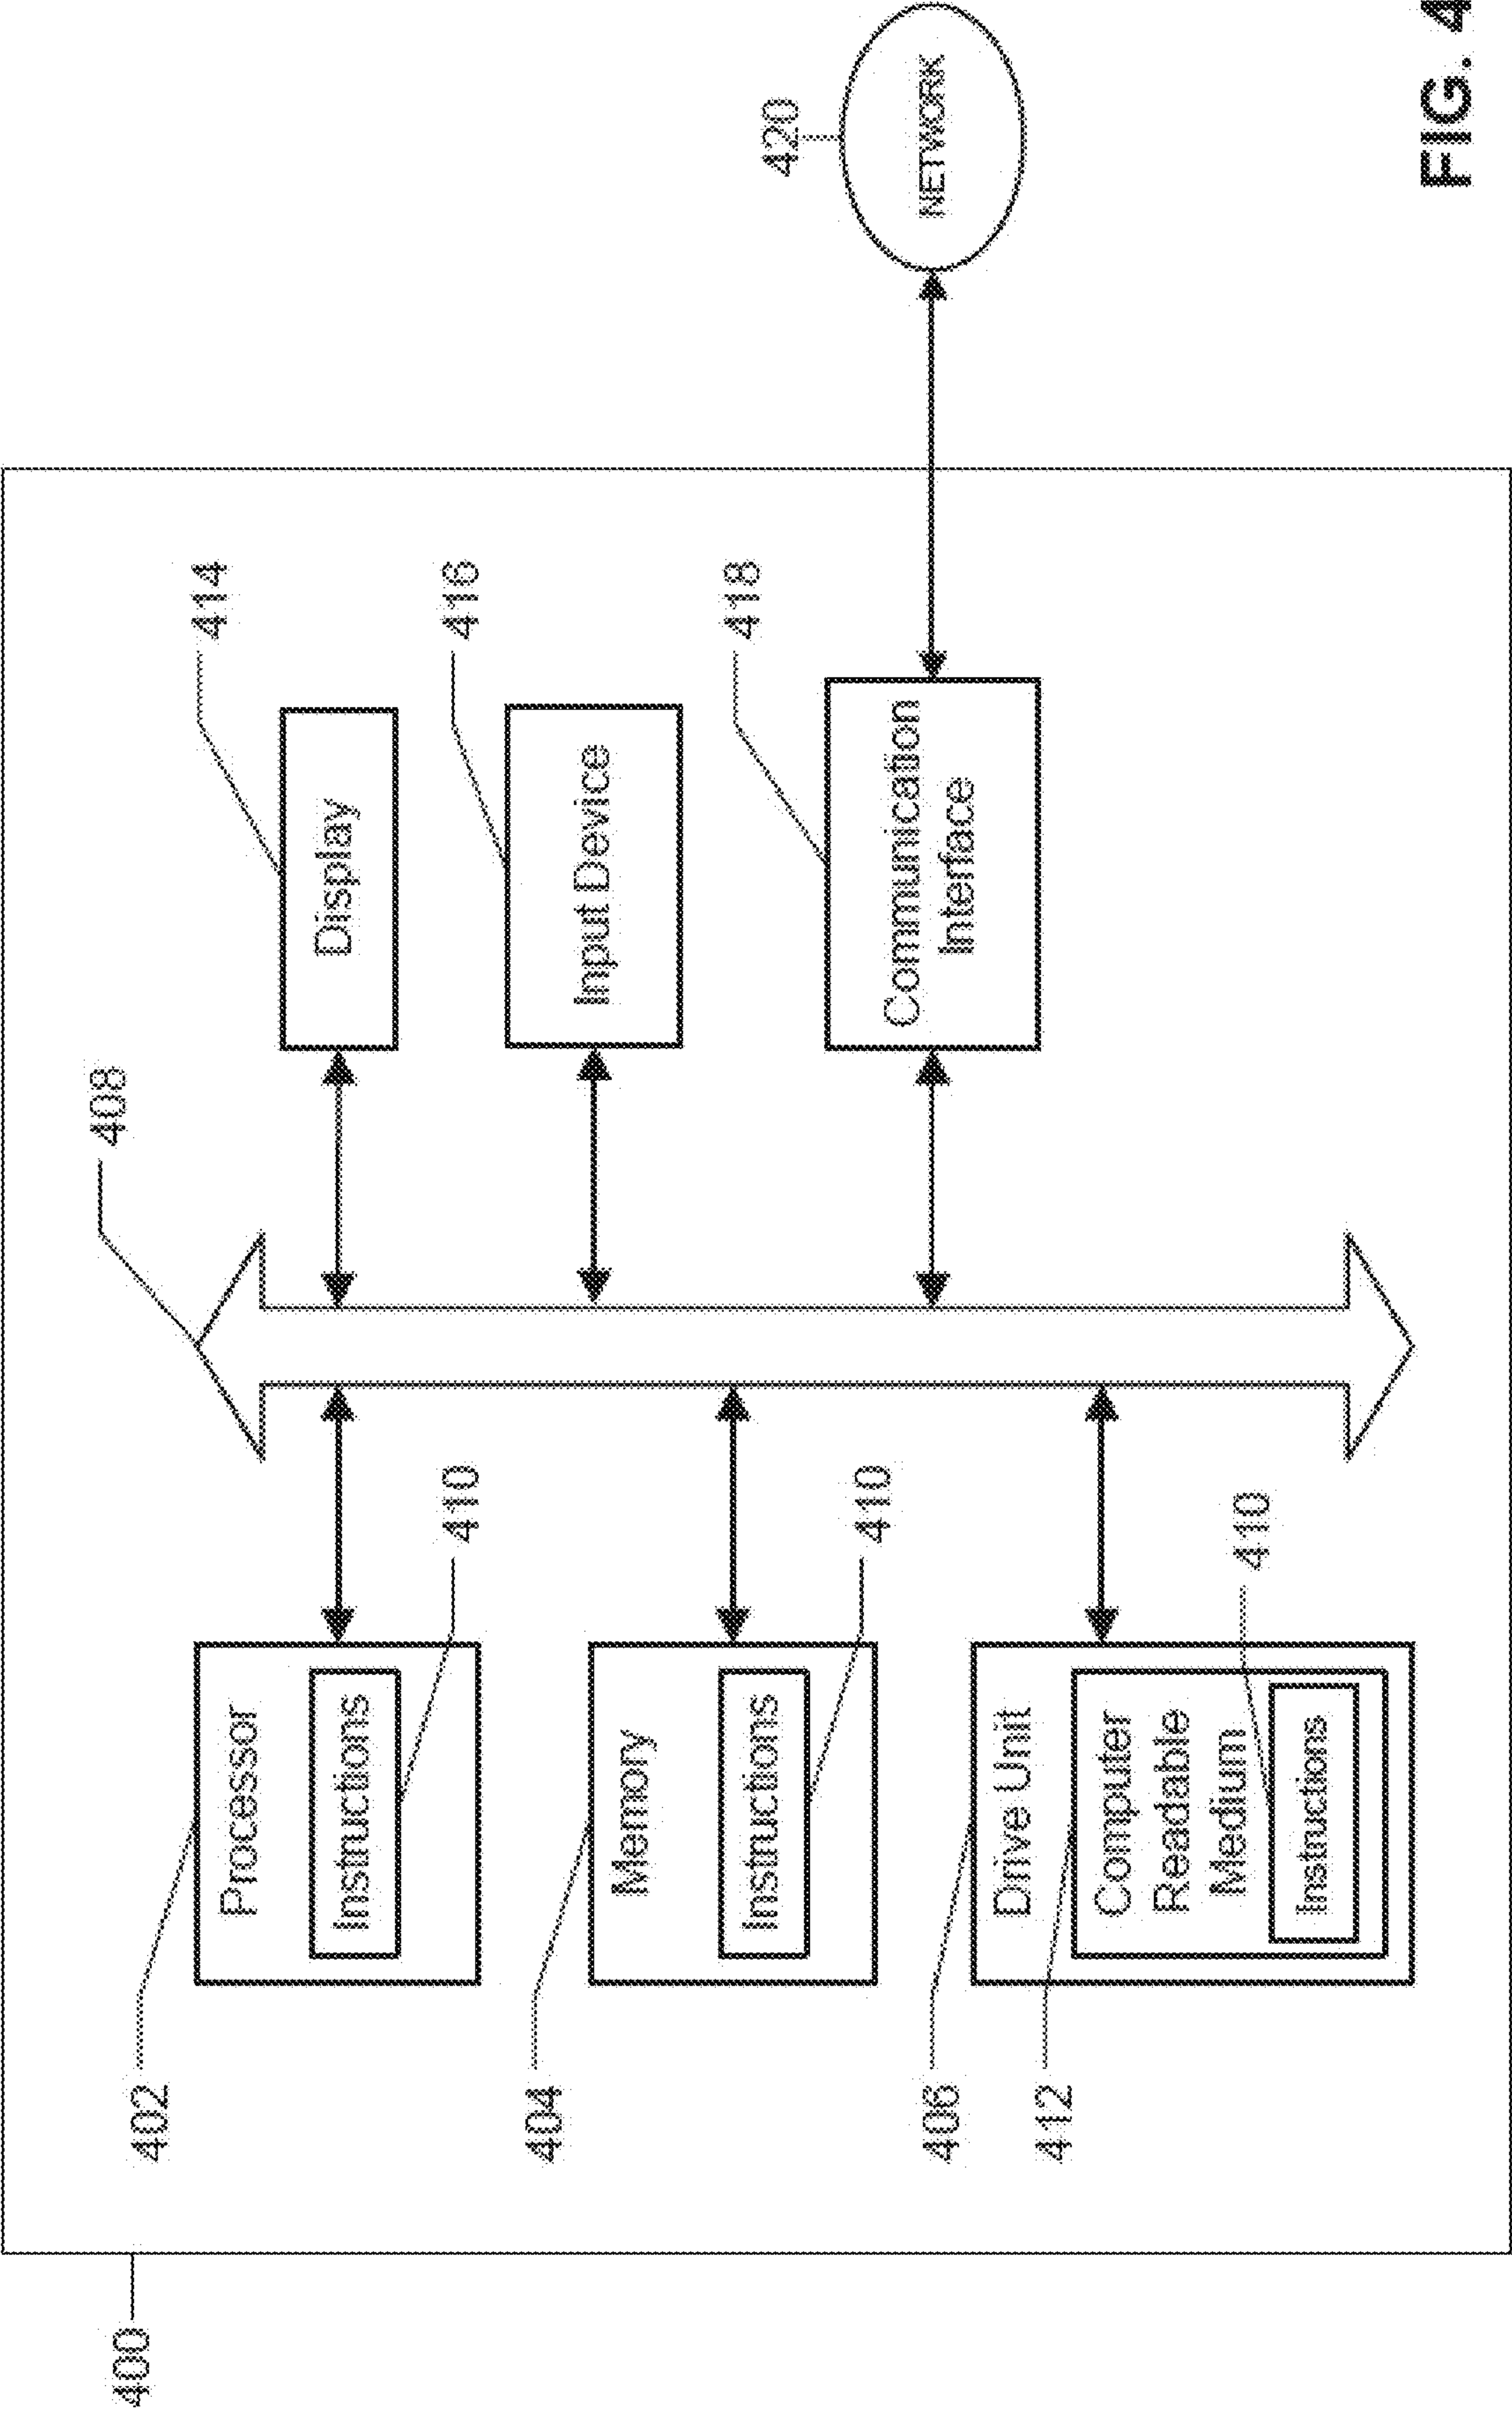 400
402
Processor
Instructions
410
404
Memory
Instructions
410
406
412
Drive Unit
Computer
Readable
Medium
Instructions
410
408
414
Display
416
Input Device
418
Communication
Interface
420
NETWORK
FIG. 4